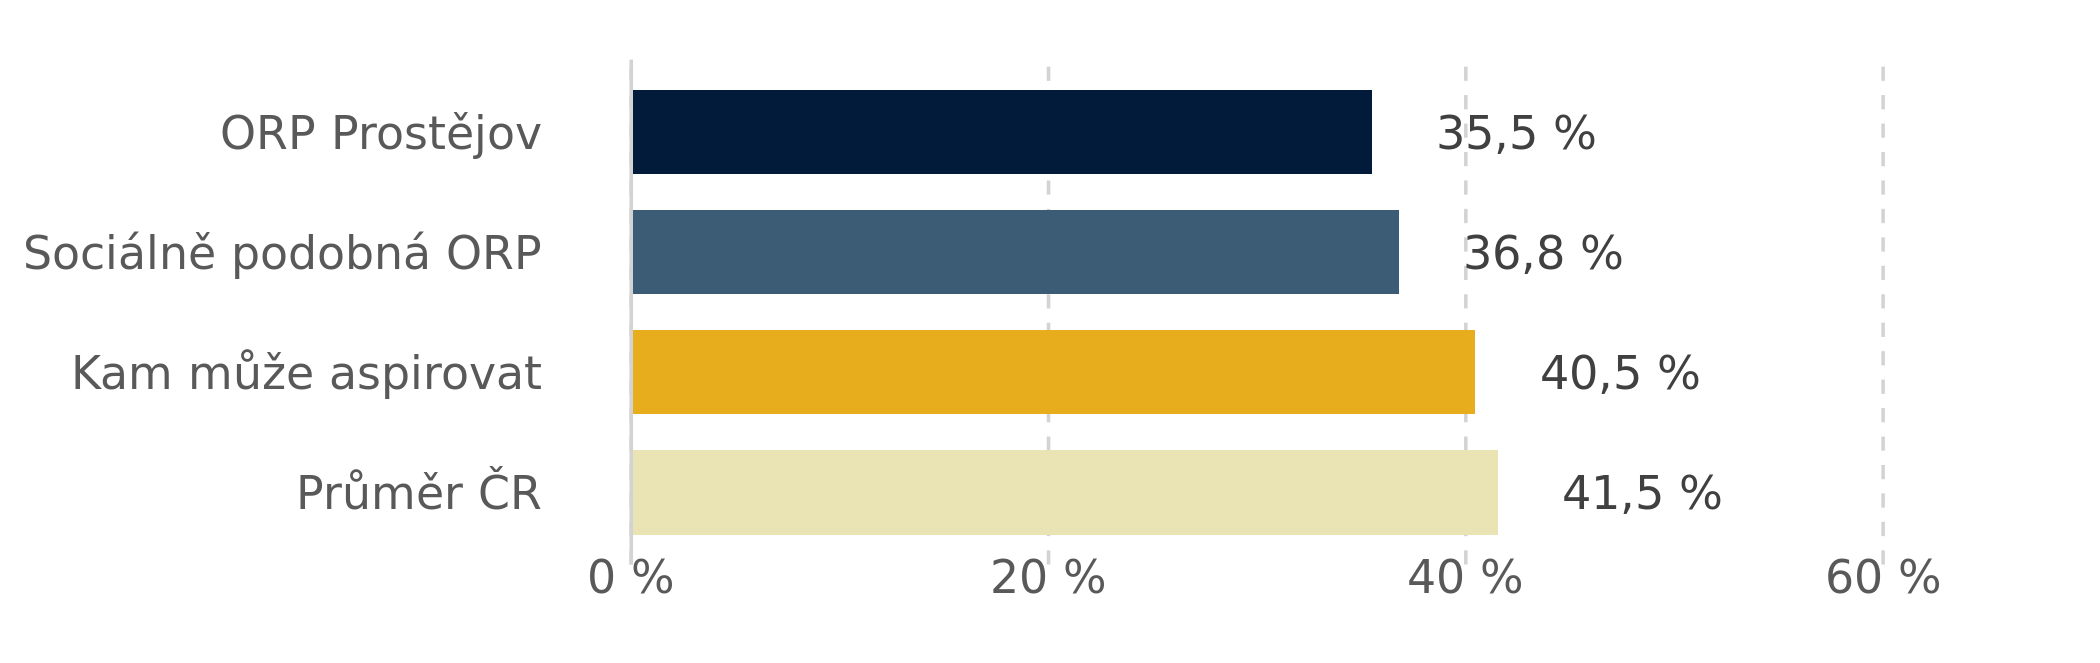 ORP Prostějov 35,5 %
Sociálně podobná ORP 36,8 %
Kam může aspirovat 40,5 %
Průměr ČR 41,5 %
0 % 20 % 40 % 60 %